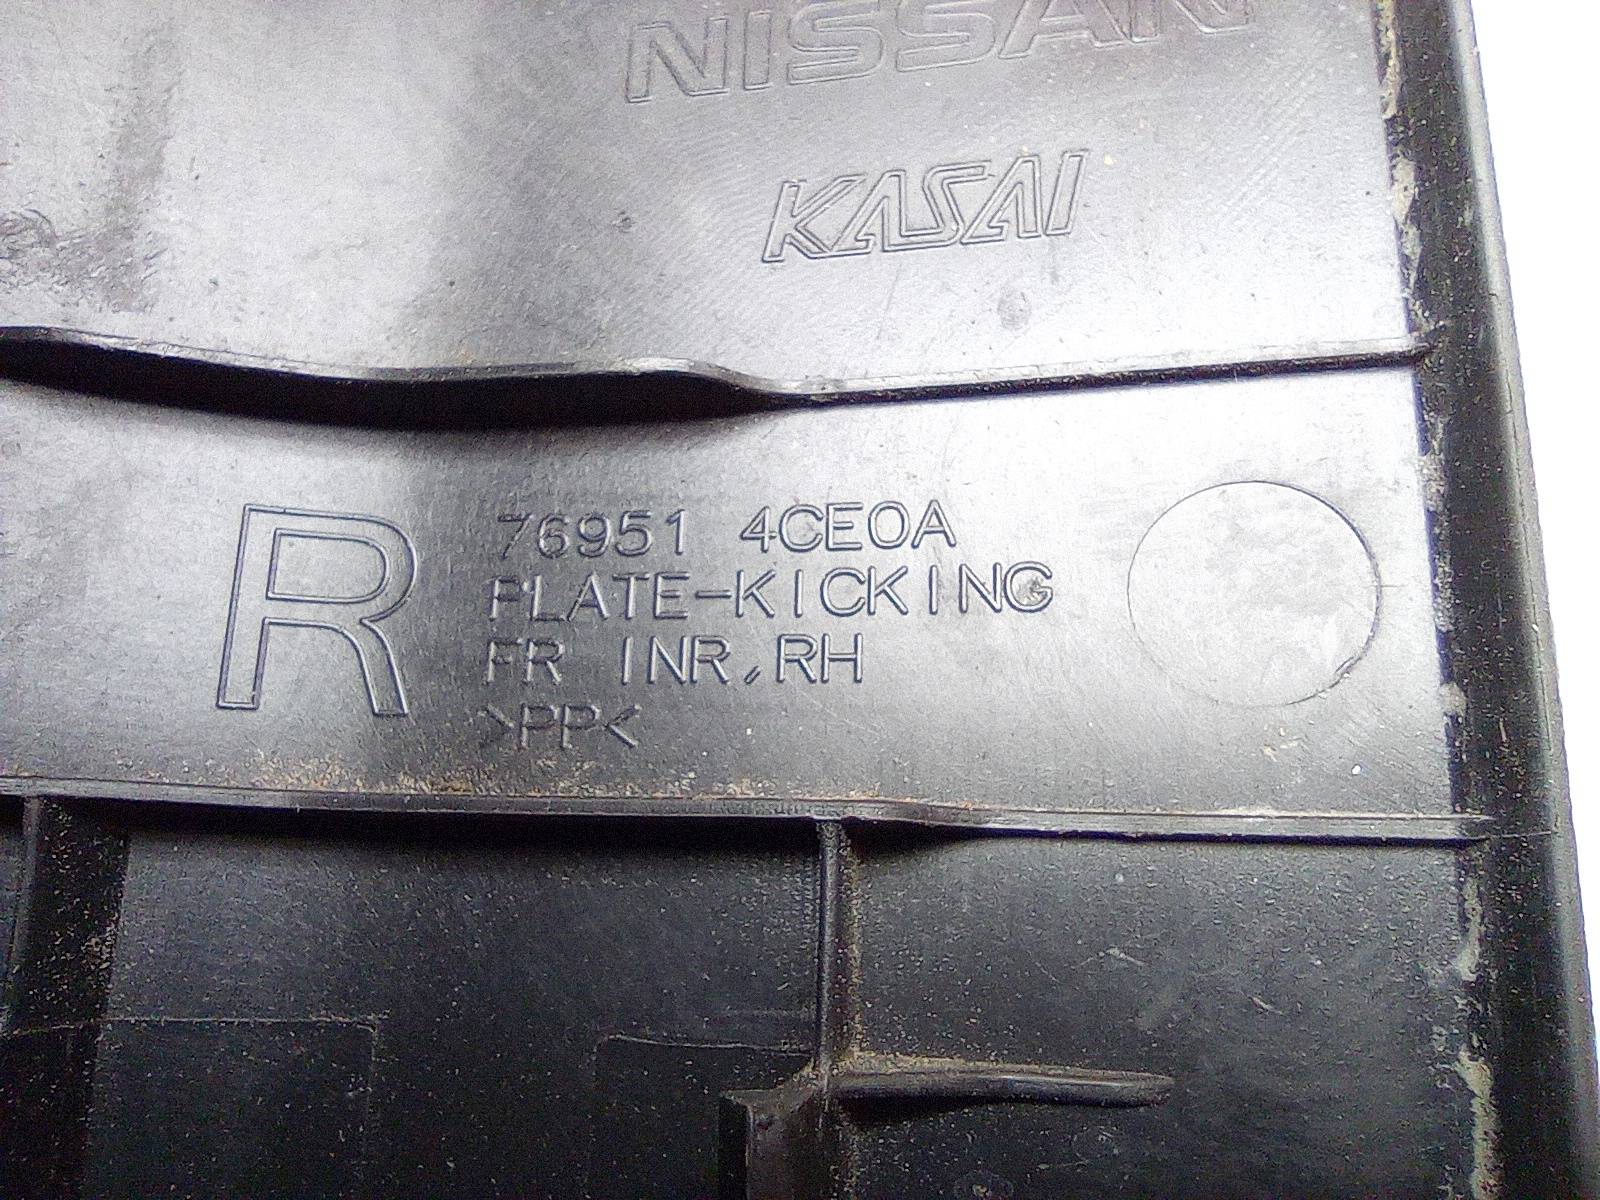 NISSAN
KASAI
R
76951 4CE0A
PLATE-KICKING
FR INR,RH
>PP<